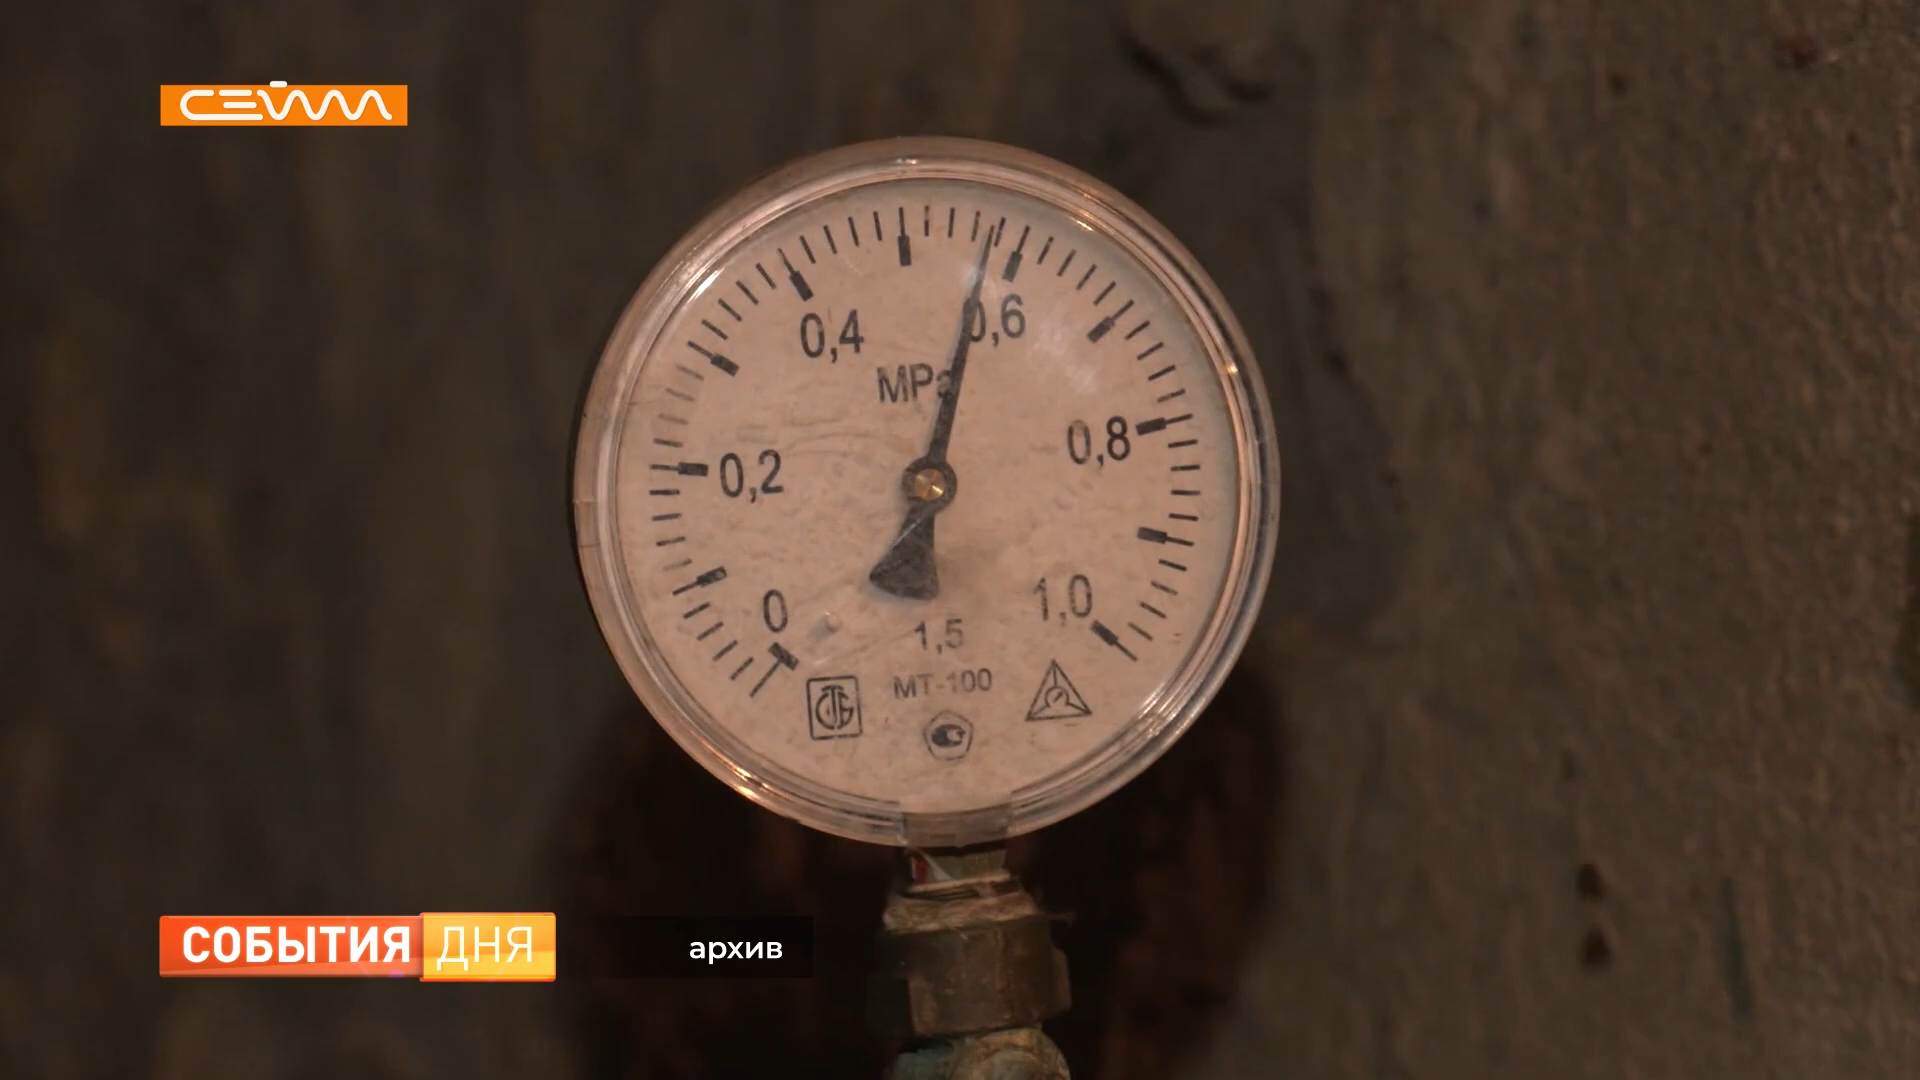 СЕЙМ
0,4
0,6
MPa
0,2
0,8
0
1,0
1,5
МТ-100
СОБЫТИЯ ДНЯ
архив